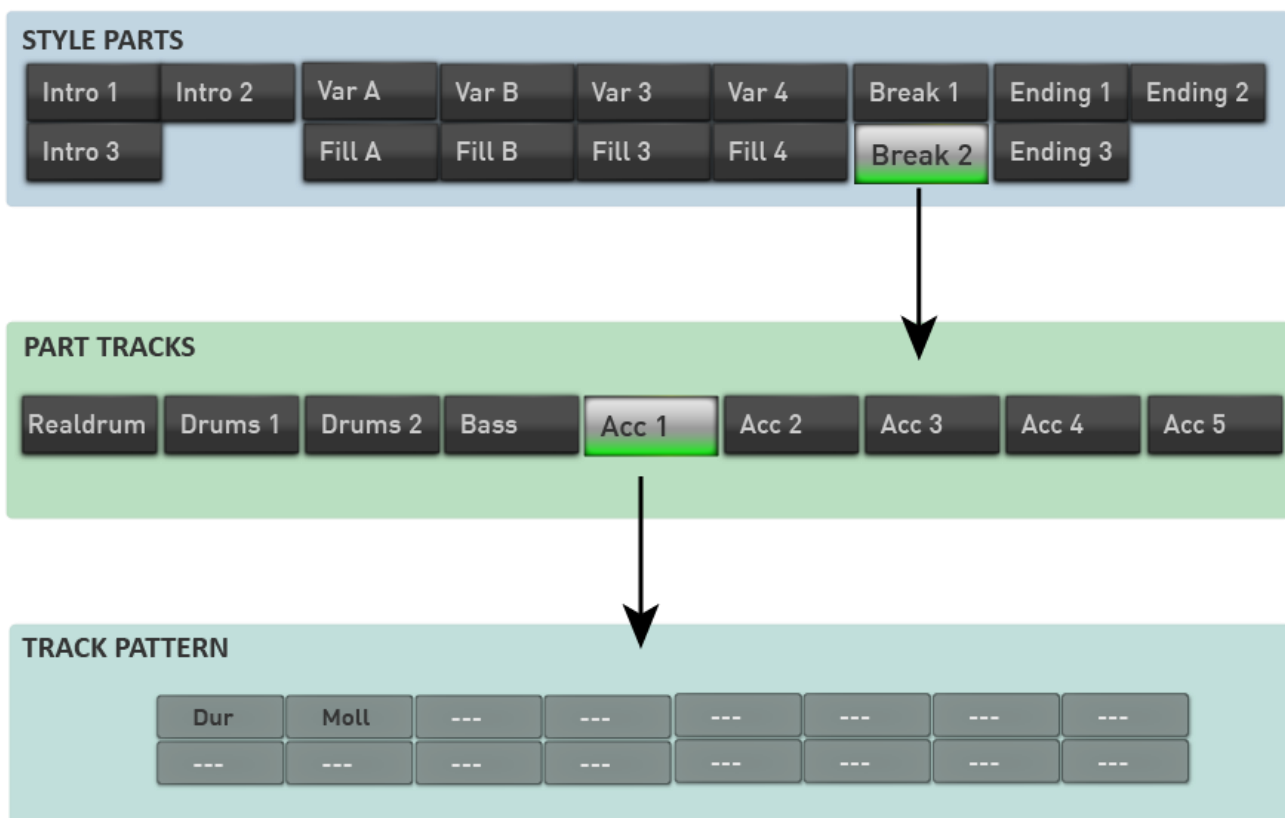 STYLE PARTS
Intro 1 Intro 2 Var A Var B Var 3 Var 4 Break 1 Ending 1 Ending 2
Intro 3 Fill A Fill B Fill 3 Fill 4 Break 2 Ending 3
PART TRACKS
Realdrum Drums 1 Drums 2 Bass Acc 1 Acc 2 Acc 3 Acc 4 Acc 5
TRACK PATTERN
Dur Moll --- --- --- --- --- ---
--- --- --- --- --- --- --- ---